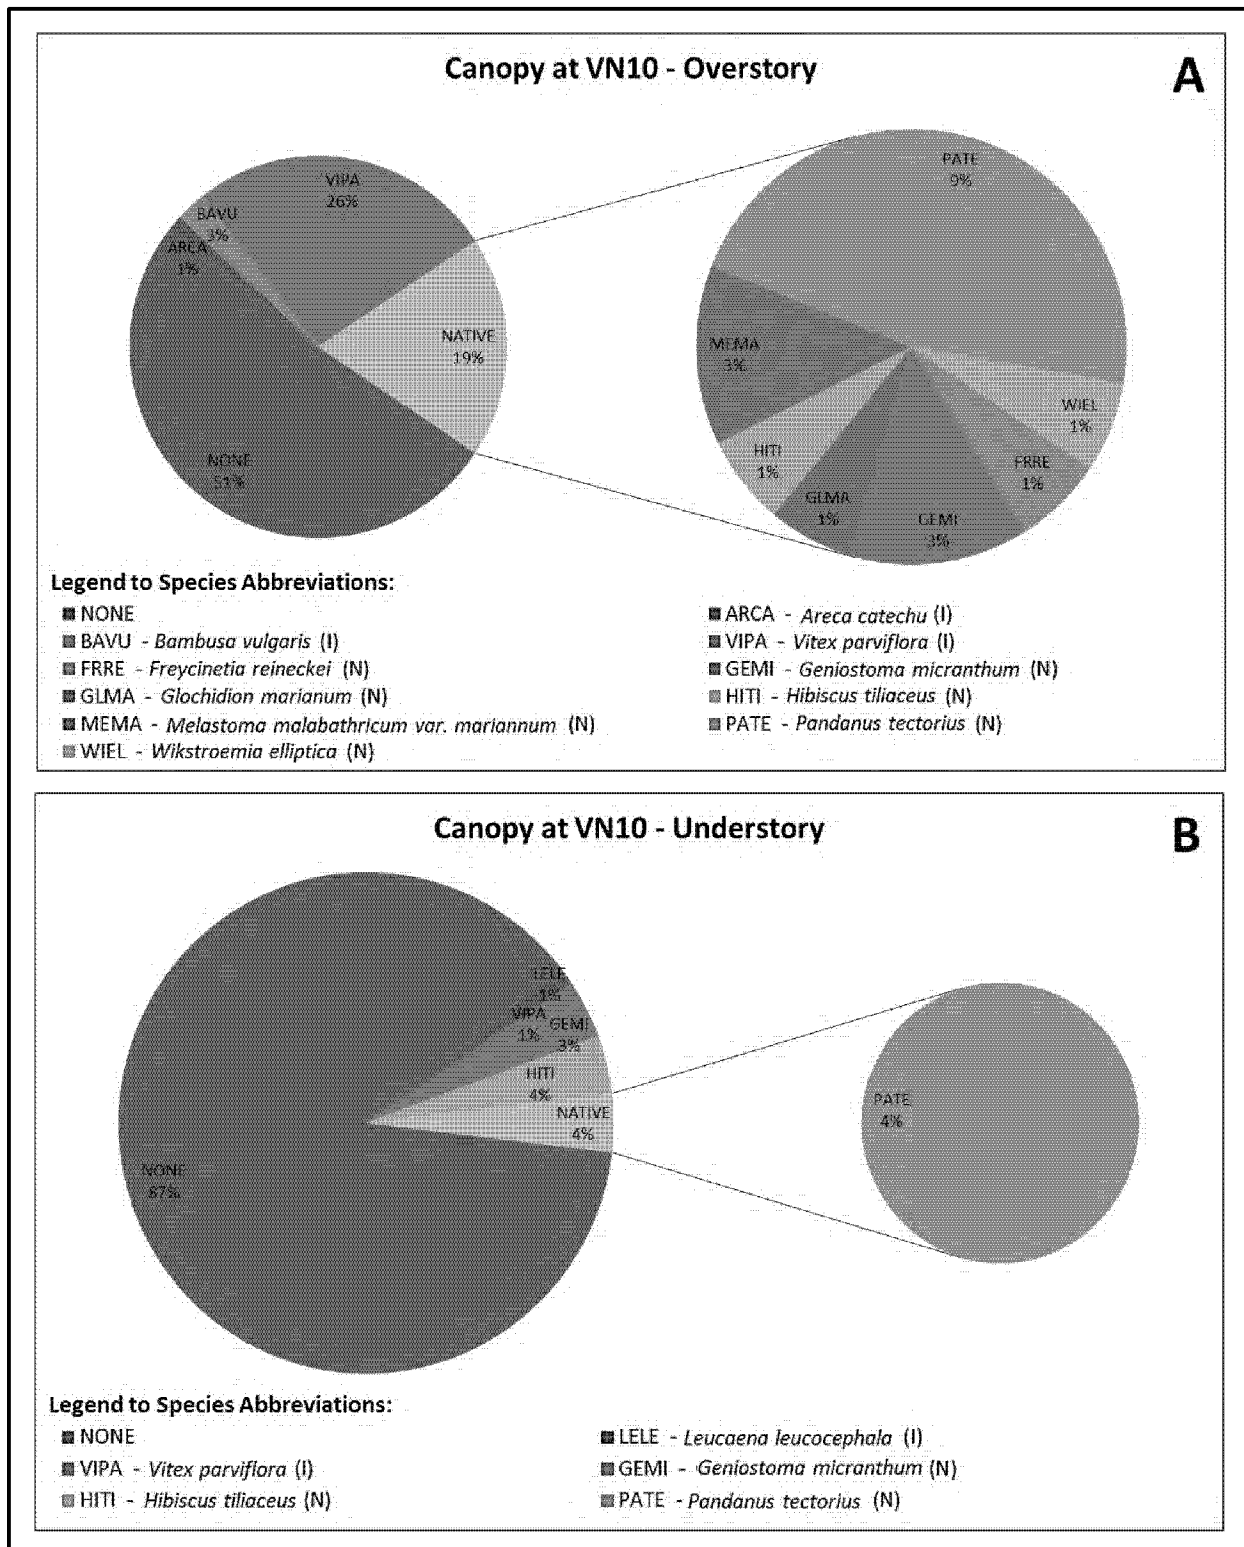 Canopy at VN10 - Overstory
A
VIPA
26%
BAVU
3%
ARCA
1%
NATIVE
19%
NONE
51%
PATE
9%
MEMA
3%
WIEL
1%
HITI
1%
FRRE
1%
GLMA
1%
GEMI
3%
Legend to Species Abbreviations:
NONE
ARCA - Areca catechu (I)
BAVU - Bambusa vulgaris (I)
VIPA - Vitex parviflora (I)
FRRE - Freycinetia reineckei (N)
GEMI - Geniostoma micranthum (N)
GLMA - Glochidion marianum (N)
HITI - Hibiscus tiliaceus (N)
MEMA - Melastoma malabathricum var. mariannum (N)
PATE - Pandanus tectorius (N)
WIEL - Wikstroemia elliptica (N)
Canopy at VN10 - Understory
B
LELE
1%
VIPA
1%
GEMI
3%
HITI
4%
NATIVE
4%
NONE
87%
PATE
4%
Legend to Species Abbreviations:
NONE
LELE - Leucaena leucocephala (I)
VIPA - Vitex parviflora (I)
GEMI - Geniostoma micranthum (N)
HITI - Hibiscus tiliaceus (N)
PATE - Pandanus tectorius (N)